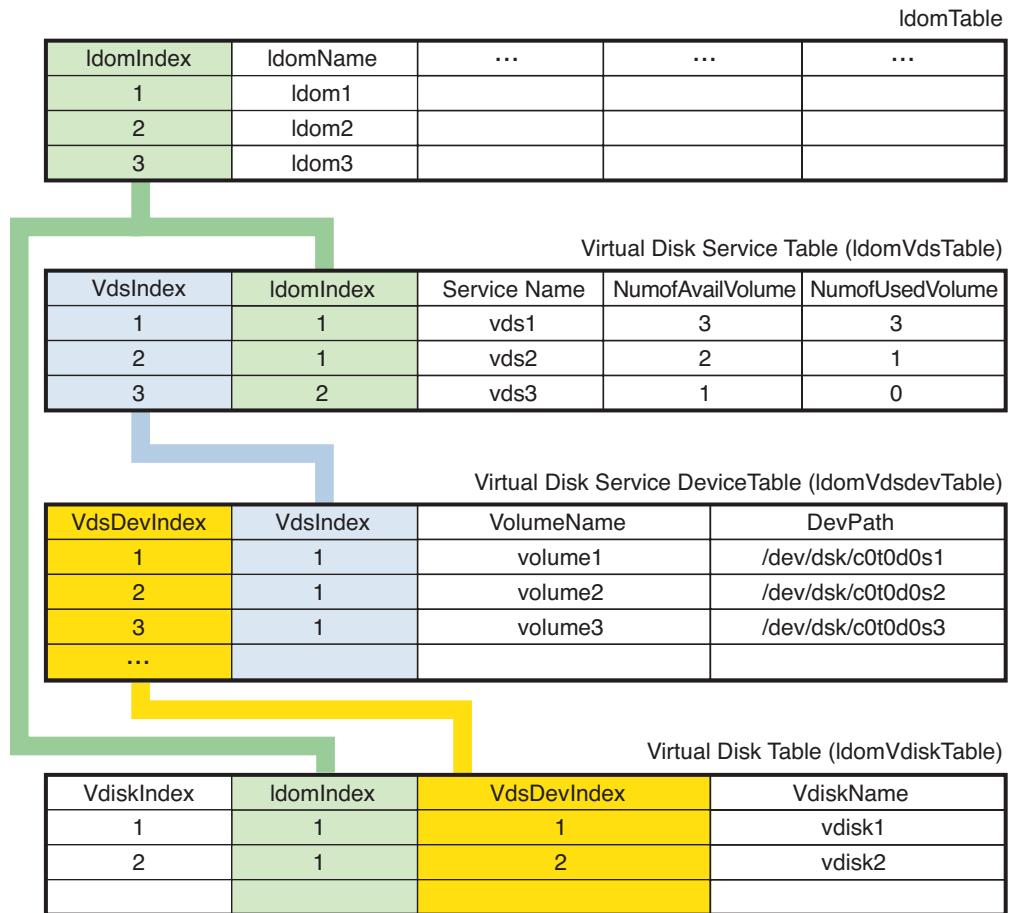 ldomTable
ldomIndex ldomName ... ... ...
1 ldom1
2 ldom2
3 ldom3
Virtual Disk Service Table (ldomVdsTable)
VdsIndex ldomIndex Service Name NumofAvailVolume NumofUsedVolume
1 1 vds1 3 3
2 1 vds2 2 1
3 2 vds3 1 0
Virtual Disk Service DeviceTable (ldomVdsdevTable)
VdsDevIndex VdsIndex VolumeName DevPath
1 1 volume1 /dev/dsk/c0t0d0s1
2 1 volume2 /dev/dsk/c0t0d0s2
3 1 volume3 /dev/dsk/c0t0d0s3
...
Virtual Disk Table (ldomVdiskTable)
VdiskIndex ldomIndex VdsDevIndex VdiskName
1 1 1 vdisk1
2 1 2 vdisk2